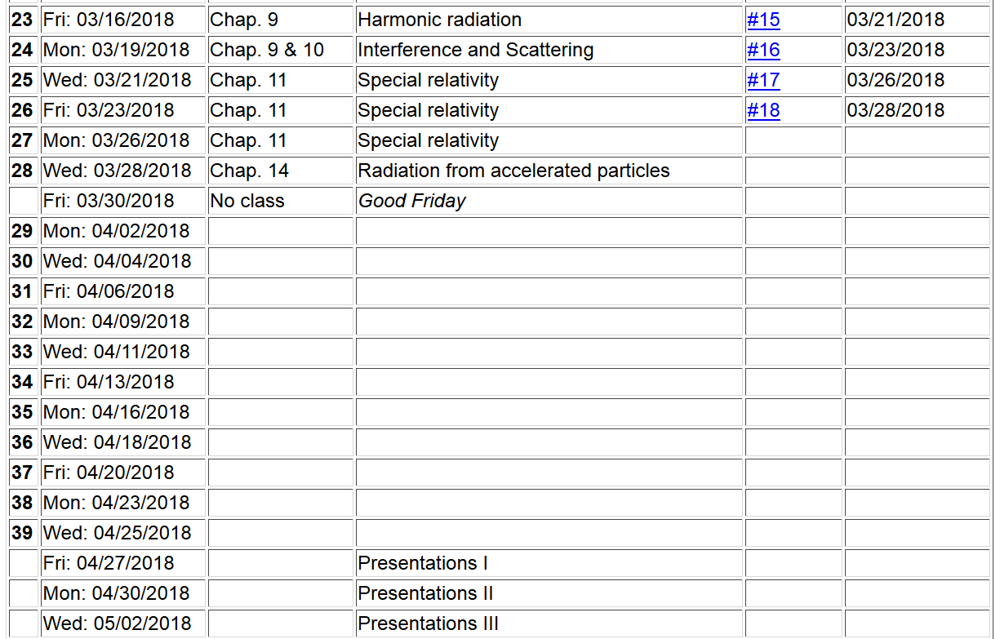 23 Fri: 03/16/2018 Chap. 9 Harmonic radiation #15 03/21/2018
24 Mon: 03/19/2018 Chap. 9 & 10 Interference and Scattering #16 03/23/2018
25 Wed: 03/21/2018 Chap. 11 Special relativity #17 03/26/2018
26 Fri: 03/23/2018 Chap. 11 Special relativity #18 03/28/2018
27 Mon: 03/26/2018 Chap. 11 Special relativity
28 Wed: 03/28/2018 Chap. 14 Radiation from accelerated particles
Fri: 03/30/2018 No class Good Friday
29 Mon: 04/02/2018
30 Wed: 04/04/2018
31 Fri: 04/06/2018
32 Mon: 04/09/2018
33 Wed: 04/11/2018
34 Fri: 04/13/2018
35 Mon: 04/16/2018
36 Wed: 04/18/2018
37 Fri: 04/20/2018
38 Mon: 04/23/2018
39 Wed: 04/25/2018
Fri: 04/27/2018 Presentations I
Mon: 04/30/2018 Presentations II
Wed: 05/02/2018 Presentations III